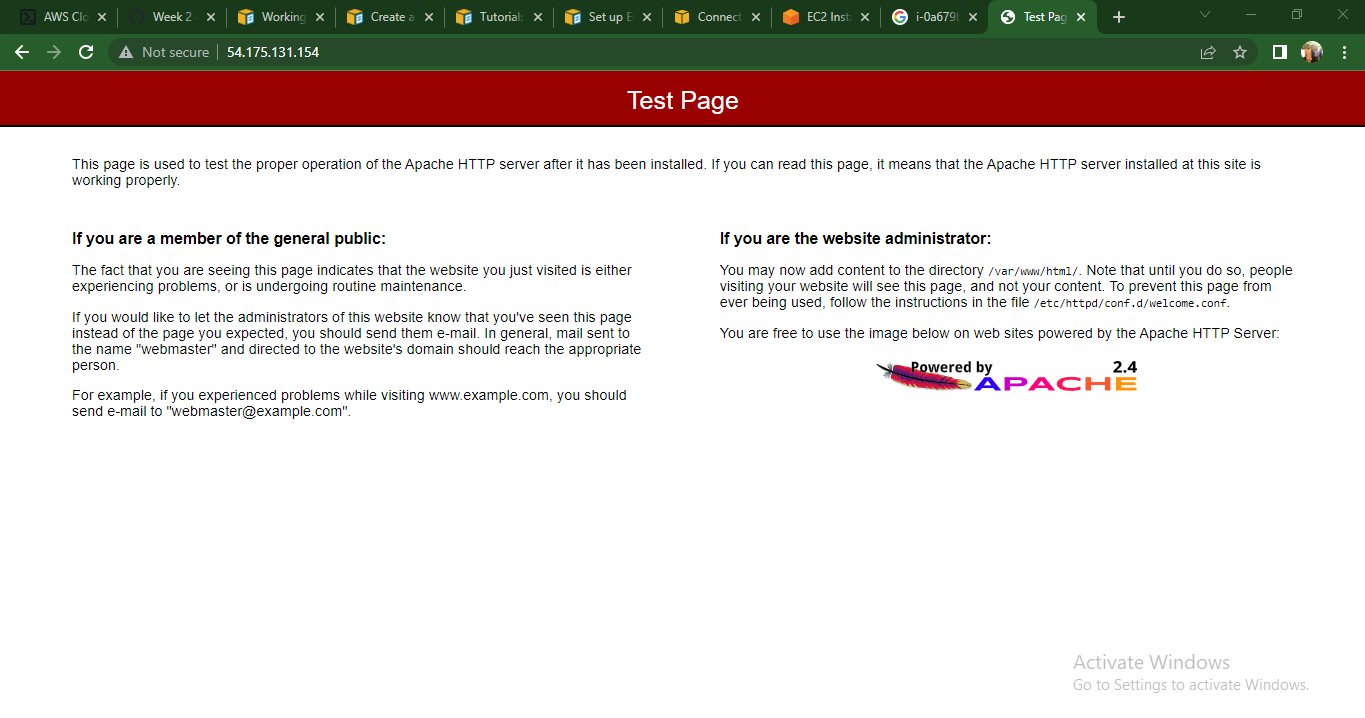 AWS Clo
Week 2
Working
Create a
Tutorial:
Set up E
Connect
EC2 Inst
i-0a679b
Test Pag
Not secure
54.175.131.154
Test Page
This page is used to test the proper operation of the Apache HTTP server after it has been installed. If you can read this page, it means that the Apache HTTP server installed at this site is
working properly.
If you are a member of the general public:
The fact that you are seeing this page indicates that the website you just visited is either
experiencing problems, or is undergoing routine maintenance.
If you would like to let the administrators of this website know that you've seen this page
instead of the page you expected, you should send them e-mail. In general, mail sent to
the name "webmaster" and directed to the website's domain should reach the appropriate
person.
For example, if you experienced problems while visiting www.example.com, you should
send e-mail to "webmaster@example.com".
If you are the website administrator:
You may now add content to the directory /var/www/html/. Note that until you do so, people
visiting your website will see this page, and not your content. To prevent this page from
ever being used, follow the instructions in the file /etc/httpd/conf.d/welcome.conf.
You are free to use the image below on web sites powered by the Apache HTTP Server:
Powered by 2.4
APACHE
Activate Windows
Go to Settings to activate Windows.